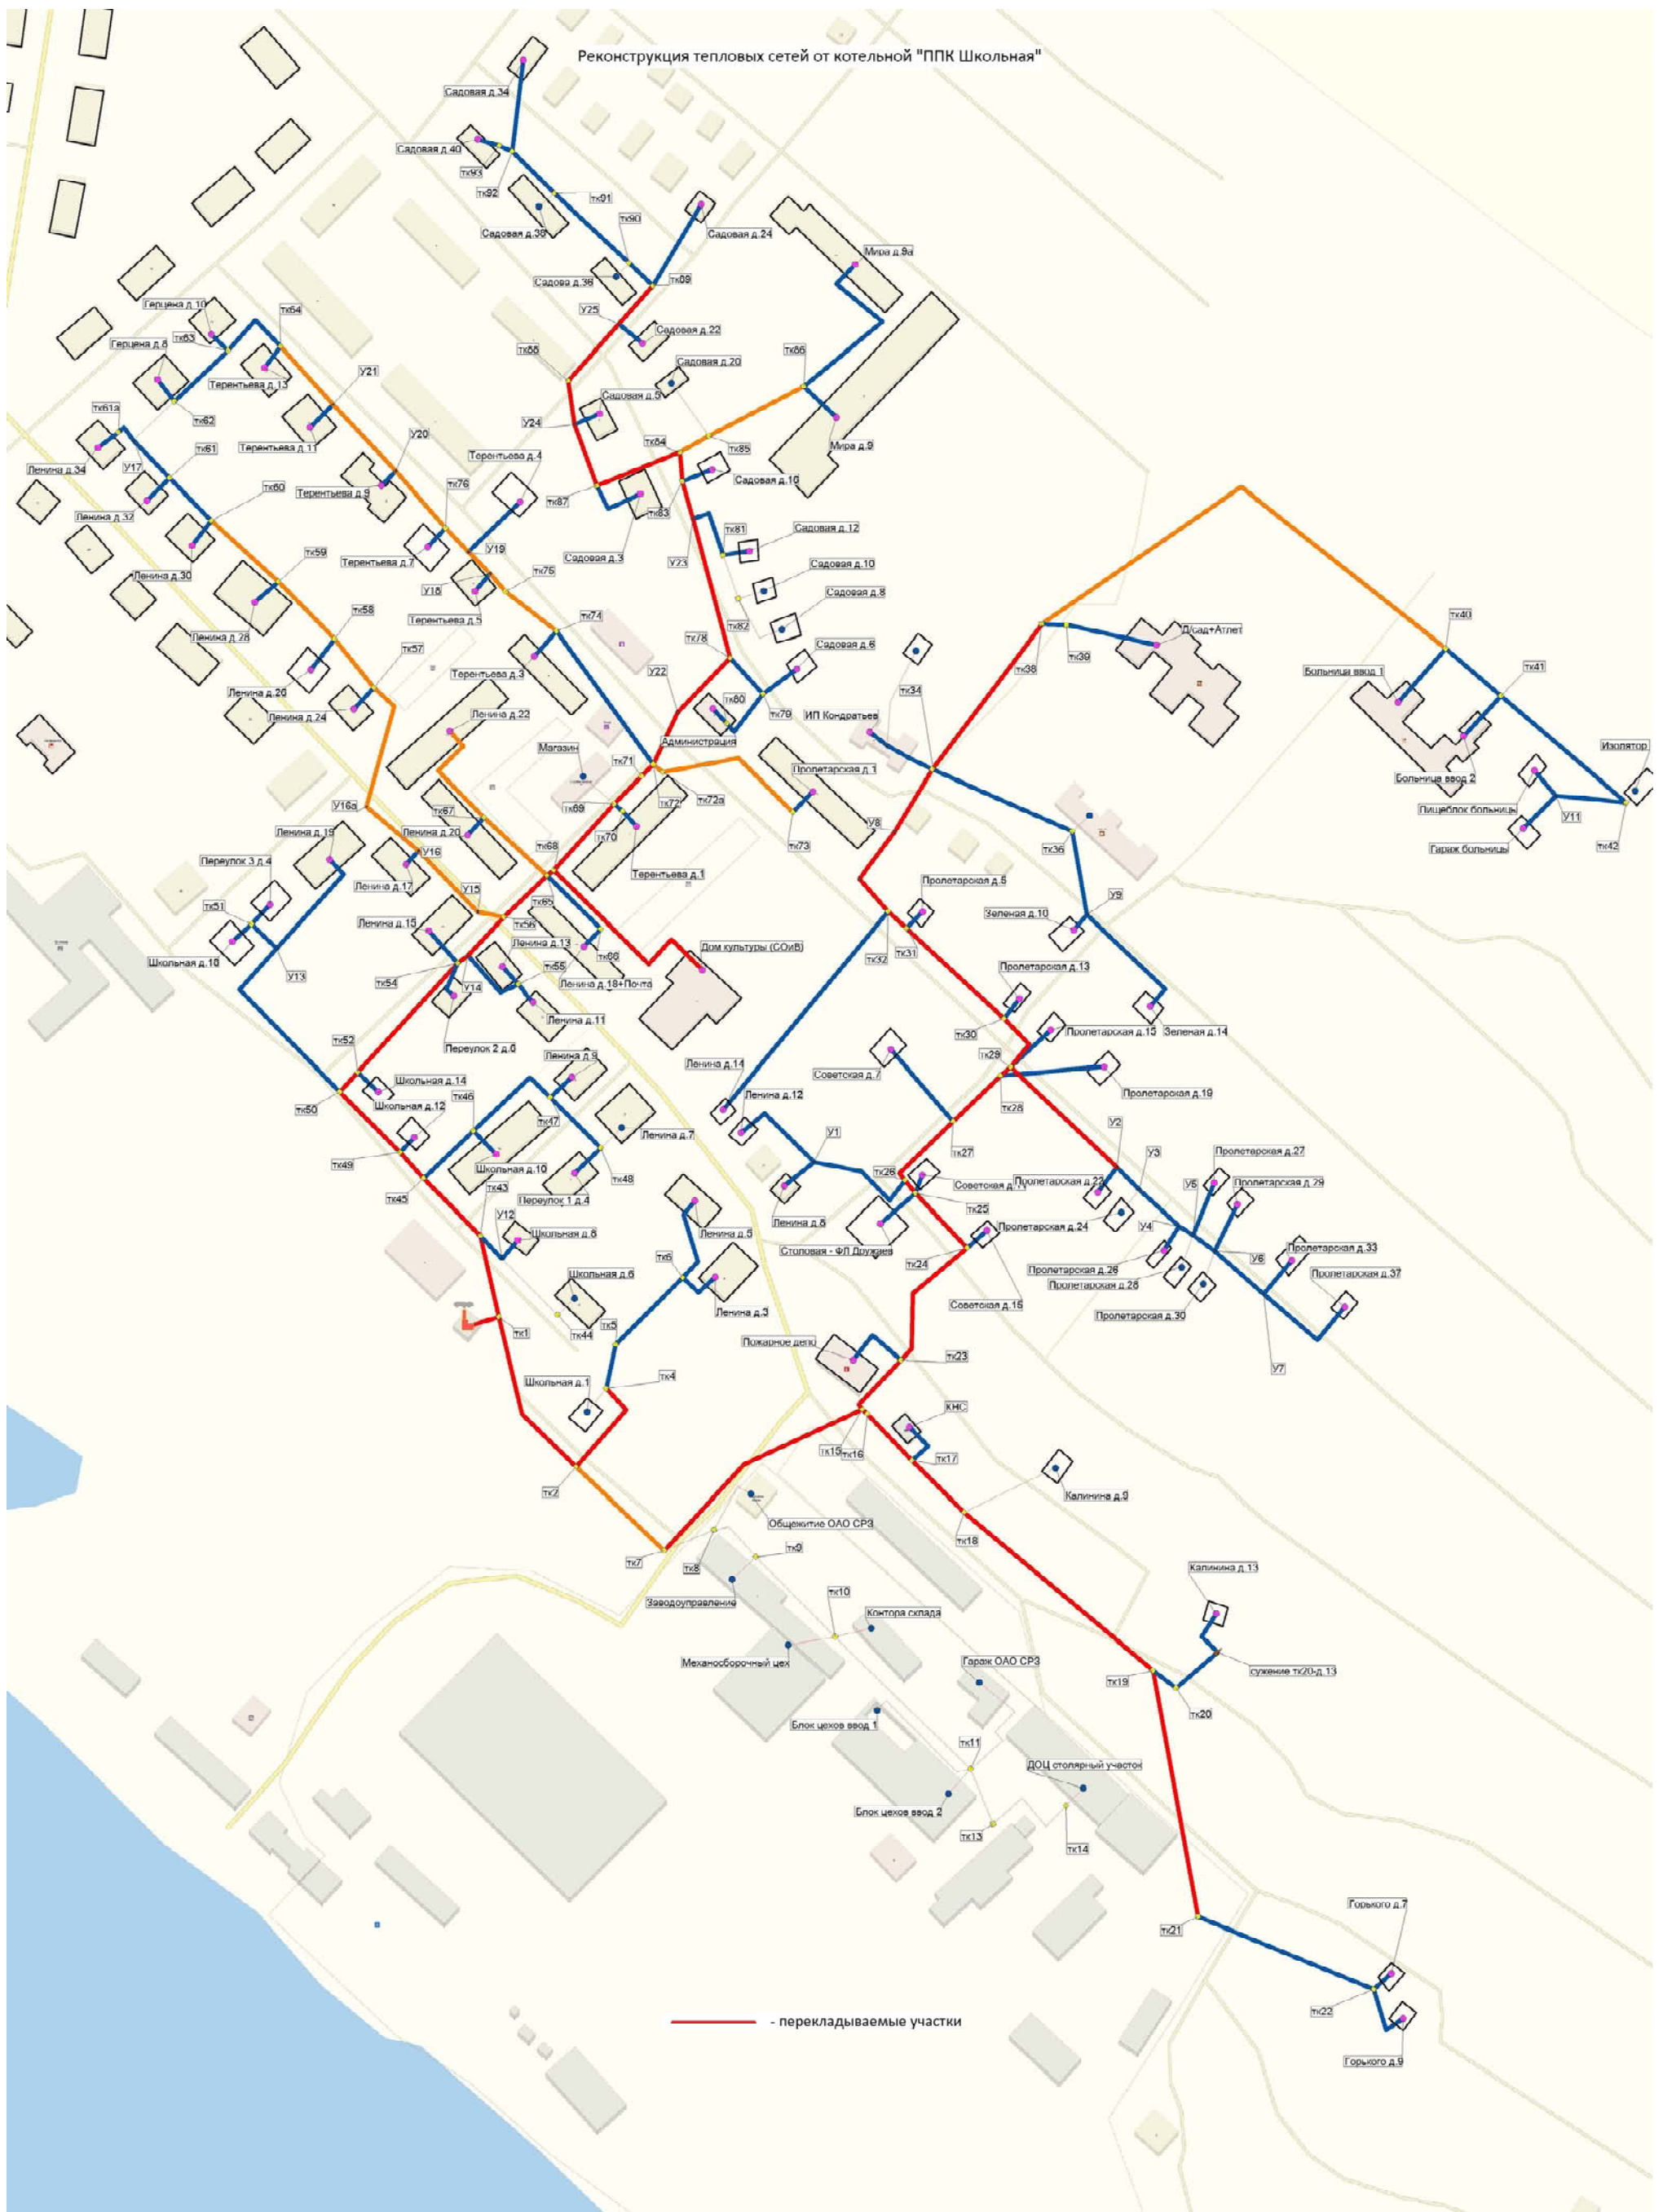 Реконструкция тепловых сетей от котельной "ППК Школьная"
Садовая д.34
Садовая д.40
тк93
тк92
тк91
тк90
Садовая д.38
Садовая д.24
Садова д.36
тк89
Мира д.9а
У25
Садовая д.22
Герцена д.10
тк64
тк63
Герцена д.8
тк88
Садовая д.20
тк86
Терентьева д.13
У21
Садовая д.5
тк61а
тк62
У24
У20
тк84
тк85
Мира д.9
Терентьева д.11
тк61
Терентьева д.4
Ленина д.34
У17
тк60
Терентьева д.9
тк76
тк87
тк83
Садовая д.16
Ленина д.32
тк81
Садовая д.12
тк59
У19
Садовая д.3
У23
Терентьева д.7
Садовая д.10
Ленина д.30
тк75
У18
Садовая д.8
тк58
Терентьева д.5
тк74
тк82
Ленина д.28
тк57
тк78
Садовая д.6
тк38
тк39
Д/сад+Атлет
тк40
У22
Терентьева д.3
Больница ввод 1
тк41
Ленина д.26
Ленина д.22
тк34
Ленина д.24
тк80
тк79
ИП Кондратьев
Магазин
Администрация
Изолятор
тк71
Пролетарская д.1
Больница ввод 2
У16а
тк67
тк69
тк72
тк72а
Пищеблок больницы
У11
Ленина д.19
Ленина д.20
тк70
У8
тк73
тк36
Гараж больницы
тк42
Переулок 3 д.4
У16
тк68
Терентьева д.1
Ленина д.17
У15
Пролетарская д.5
тк51
тк65
У9
Ленина д.15
тк56
Зеленая д.10
Ленина д.13
Дом культуры (СОиВ)
Школьная д.18
тк66
тк31
тк32
У13
тк55
Пролетарская д.13
тк54
У14
Ленина д.18+Почта
Ленина д.11
тк30
Пролетарская д.15
Зеленая д.14
тк52
Переулок 2 д.6
Ленина д.9
тк29
Ленина д.14
Советская д.7
Школьная д.14
тк50
тк46
Пролетарская д.19
Школьная д.12
Ленина д.12
тк28
тк47
Ленина д.7
У1
тк27
У2
У3
тк49
Школьная д.10
тк48
Пролетарская д.27
тк45
тк43
тк26
Пролетарская д.22
Пролетарская д.29
Переулок 1 д.4
тк25
У5
У12
Ленина д.8
Пролетарская д.24
У4
Школьная д.8
Ленина д.5
Столовая - ФЛ Дружаев
тк24
У6
Пролетарская д.33
тк6
Пролетарская д.26
Пролетарская д.37
Школьная д.6
Пролетарская д.28
Ленина д.3
Советская д.15
Пролетарская д.30
тк5
тк44
тк1
Пожарное депо
тк23
У7
Школьная д.1
тк4
КНС
тк15
тк16
тк17
тк2
Калинина д.9
Общежитие ОАО СРЗ
тк18
тк7
тк8
тк9
Калинина д.13
Заводоуправление
тк10
Контора склада
Механосборочный цех
Гараж ОАО СРЗ
сужение тк20-д.13
тк19
тк20
Блок цехов ввод 1
тк11
ДОЦ столярный участок
Блок цехов ввод 2
тк13
тк14
Горького д.7
тк21
тк22
- перекладываемые участки
Горького д.9